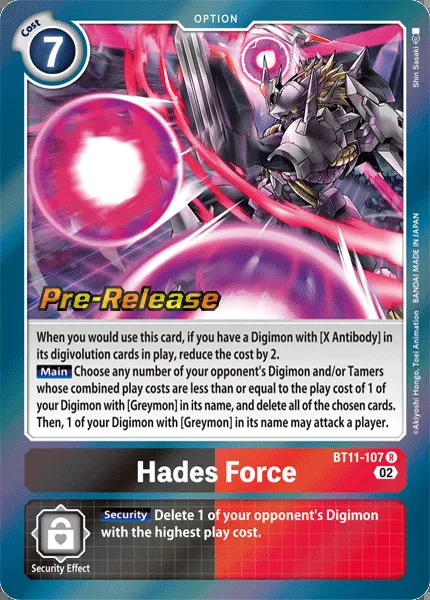 OPTION
Cost
7
Shin Sasaki
Pre-Release
When you would use this card, if you have a Digimon with [X Antibody] in
its digivolution cards in play, reduce the cost by 2.
Main Choose any number of your opponent's Digimon and/or Tamers
whose combined play costs are less than or equal to the play cost of 1 of
your Digimon with [Greymon] in its name, and delete all of the chosen cards.
Then, 1 of your Digimon with [Greymon] in its name may attack a player.
©Akiyoshi Hongo, Toei Animation BANDAI MADE IN JAPAN
Hades Force
BT11-107 R
02
Security Delete 1 of your opponent's Digimon
with the highest play cost.
Security Effect